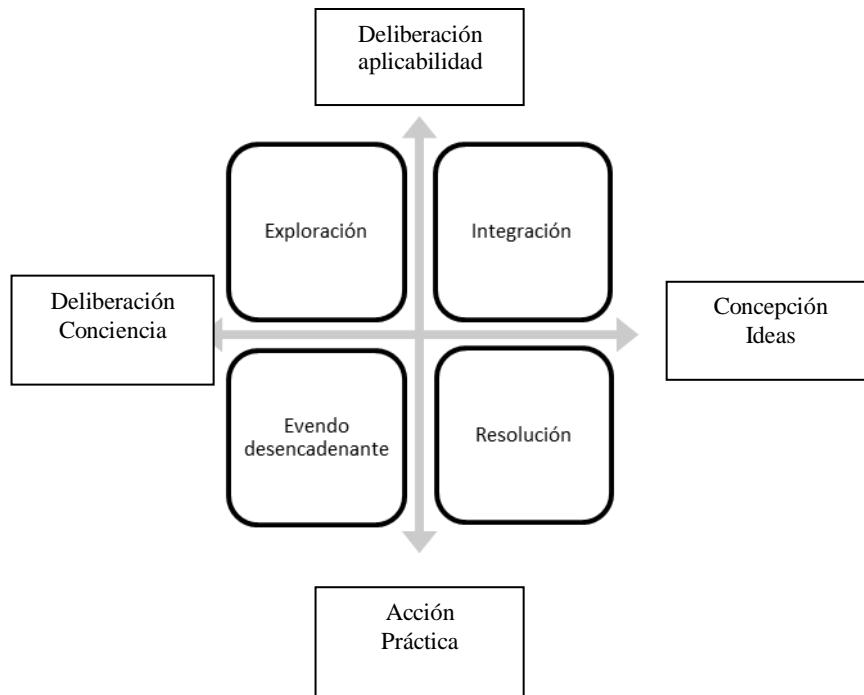 Deliberación
aplicabilidad
Exploración
Integración
Deliberación
Conciencia
Concepción
Ideas
Evendo
desencadenante
Resolución
Acción
Práctica